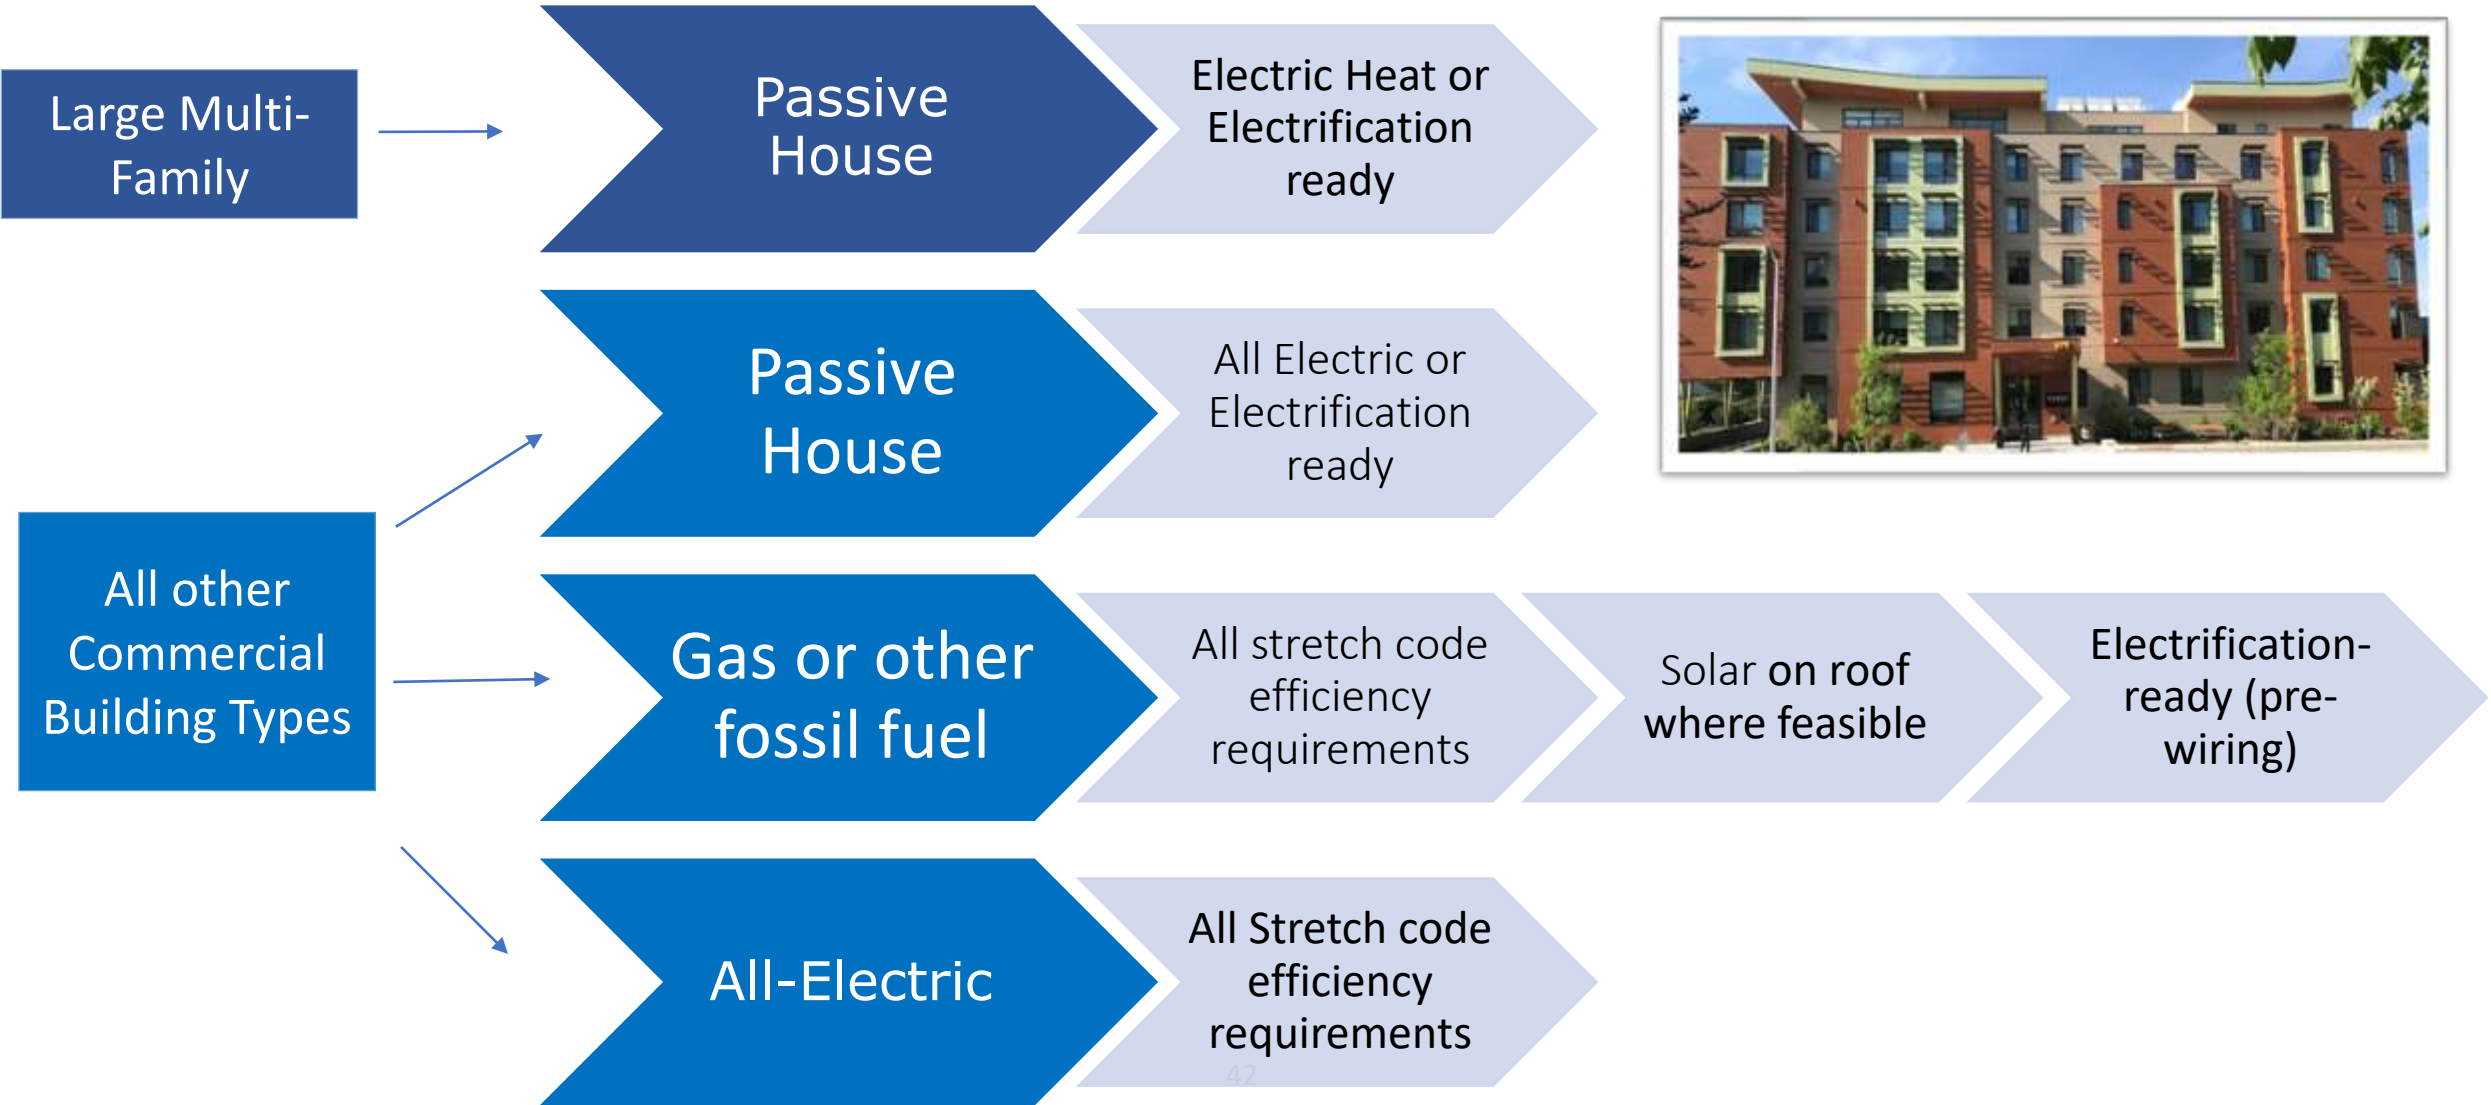 Large Multi-
Family
Passive
House
Electric Heat or
Electrification
ready
Passive
House
All Electric or
Electrification
ready
All other
Commercial
Building Types
Gas or other
fossil fuel
All stretch code
efficiency
requirements
Solar on roof
where feasible
Electrification-
ready (pre-
wiring)
All-Electric
All Stretch code
efficiency
requirements
42